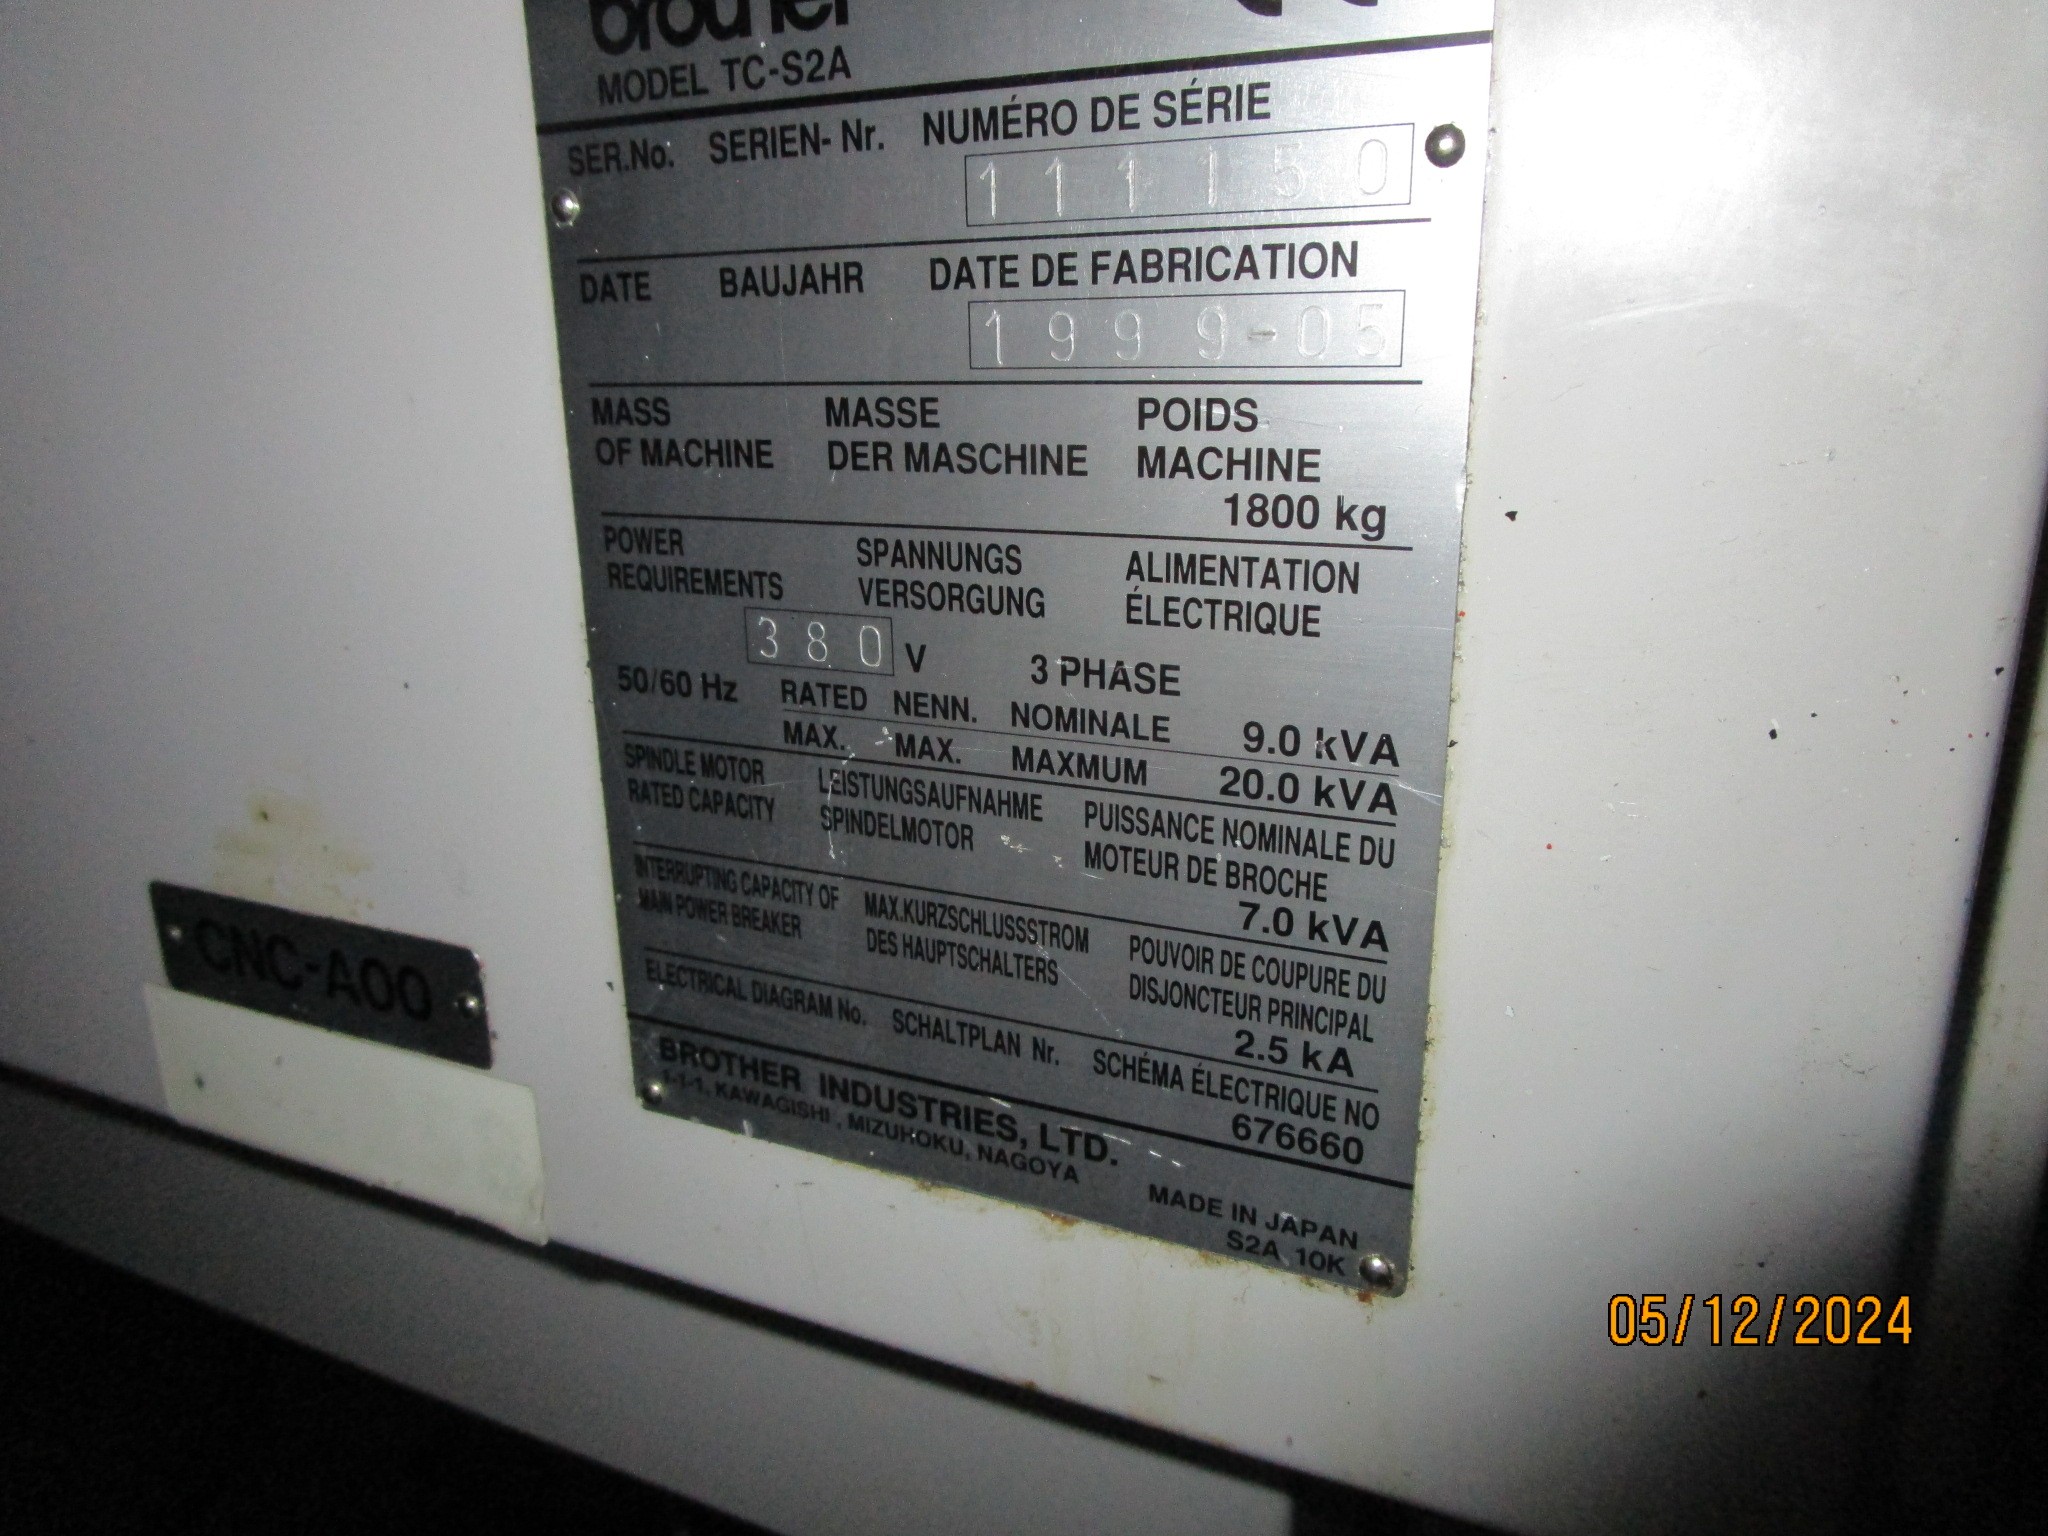 brother
MODEL TC-S2A
SER.No. SERIEN- Nr. NUMÉRO DE SÉRIE
111150
DATE BAUJAHR DATE DE FABRICATION
1999-05
MASS MASSE POIDS
OF MACHINE DER MASCHINE MACHINE
1800 kg
POWER SPANNUNGS ALIMENTATION
REQUIREMENTS VERSORGUNG ÉLECTRIQUE
380 V 3 PHASE
50/60 Hz RATED NENN. NOMINALE 9.0 kVA
MAX. MAX. MAXMUM 20.0 kVA
SPINDLE MOTOR LEISTUNGSAUFNAHME PUISSANCE NOMINALE DU
RATED CAPACITY SPINDELMOTOR MOTEUR DE BROCHE
7.0 kVA
INTERRUPTING CAPACITY OF MAX.KURZSCHLUSSSTROM POUVOIR DE COUPURE DU
MAIN POWER BREAKER DES HAUPTSCHALTERS DISJONCTEUR PRINCIPAL
2.5 kA
ELECTRICAL DIAGRAM No. SCHALTPLAN Nr. SCHÉMA ÉLECTRIQUE NO
676660
BROTHER INDUSTRIES, LTD.
1-1-1, KAWAGISHI, MIZUHOKU, NAGOYA
MADE IN JAPAN
S2A 10K
CNC-A00
05/12/2024